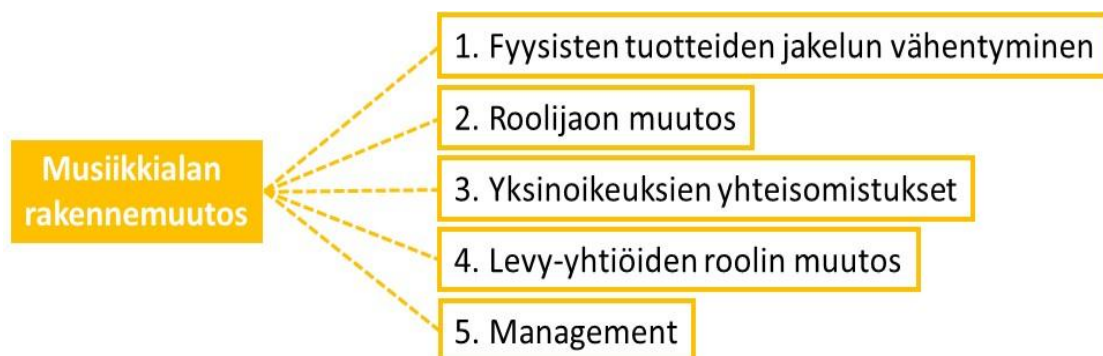 Musiikkialan
rakennemuutos
1. Fyysisten tuotteiden jakelun vähentyminen
2. Roolijaon muutos
3. Yksinoikeuksien yhteisomistukset
4. Levy-yhtiöiden roolin muutos
5. Management